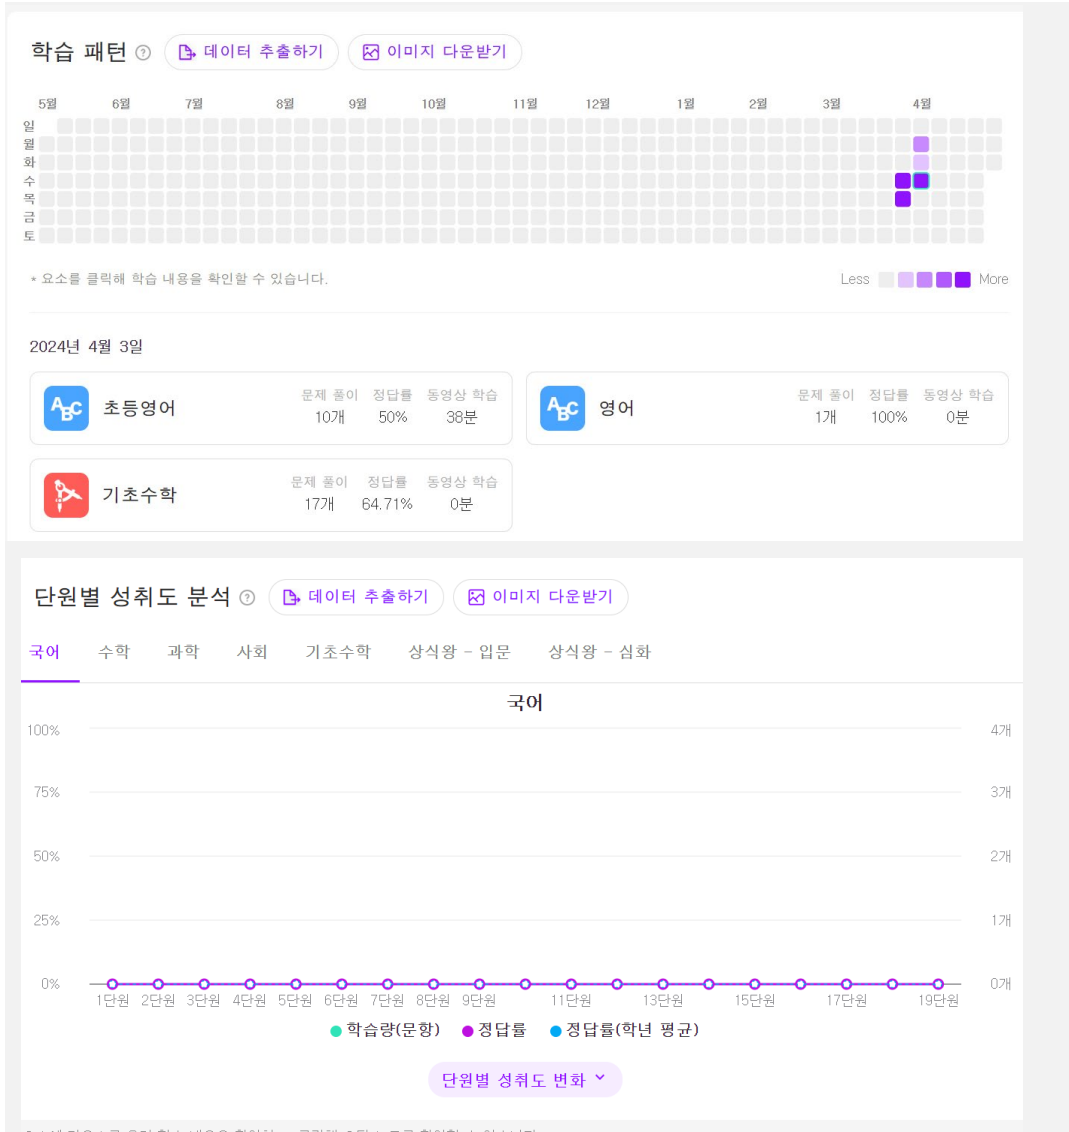 학습 패턴 ? 데이터 추출하기 이미지 다운받기
5월 6월 7월 8월 9월 10월 11월 12월 1월 2월 3월 4월
일
월
화
수
목
금
토
* 요소를 클릭해 학습 내용을 확인할 수 있습니다.
Less More
2024년 4월 3일
ABC 초등영어 문제 풀이 정답률 동영상 학습
10개 50% 38분
ABC 영어 문제 풀이 정답률 동영상 학습
1개 100% 0분
기초수학 문제 풀이 정답률 동영상 학습
17개 64.71% 0분
단원별 성취도 분석 ? 데이터 추출하기 이미지 다운받기
국어 수학 과학 사회 기초수학 상식왕 - 입문 상식왕 - 심화
국어
100% 4개
75% 3개
50% 2개
25% 1개
0% 0개
1단원 2단원 3단원 4단원 5단원 6단원 7단원 8단원 9단원 11단원 13단원 15단원 17단원 19단원
학습량(문항) 정답률 정답률(학년 평균)
단원별 성취도 변화